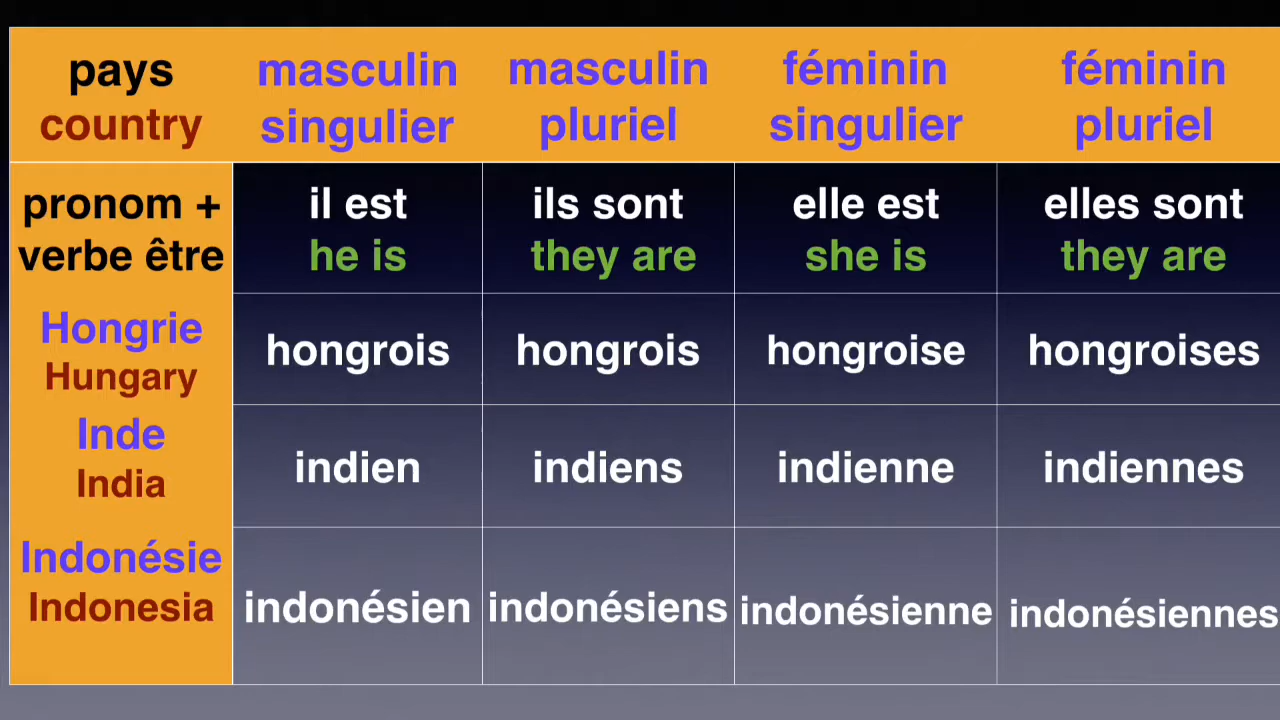 pays
country
masculin
singulier
masculin
pluriel
féminin
singulier
féminin
pluriel
pronom +
verbe être
il est
he is
ils sont
they are
elle est
she is
elles sont
they are
Hongrie
Hungary
hongrois
hongrois
hongroise
hongroises
Inde
India
indien
indiens
indienne
indiennes
Indonésie
Indonesia
indonésien
indonésiens
indonésienne
indonésiennes